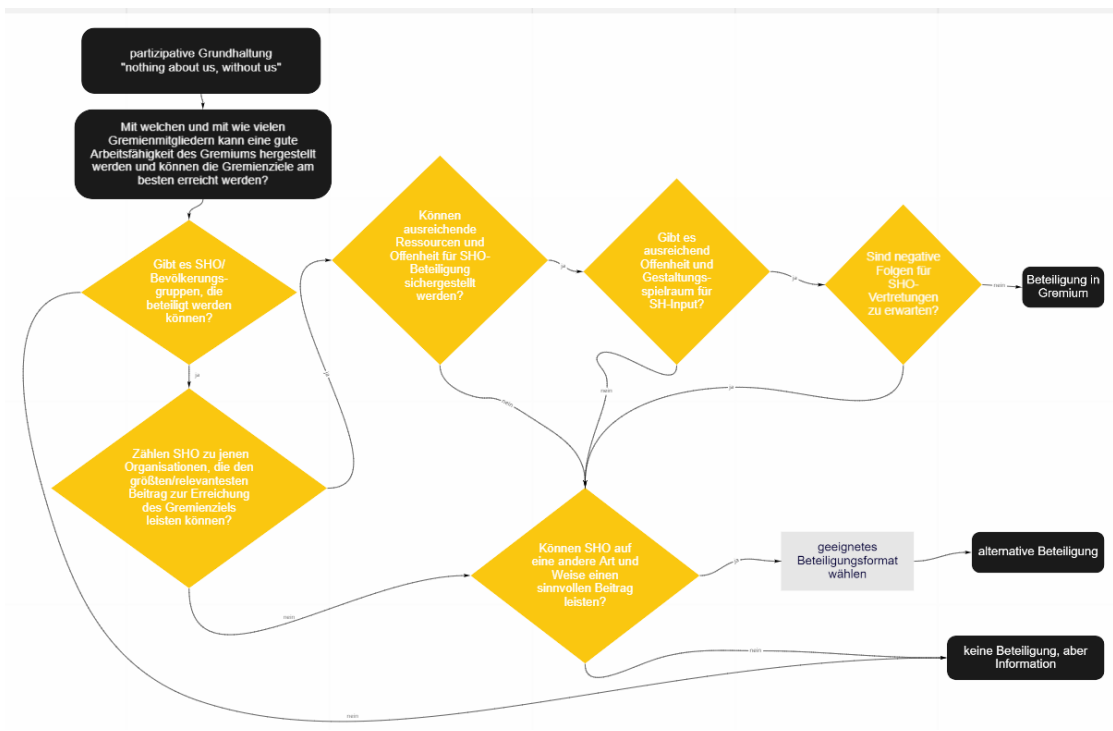 partizipative Grundhaltung
"nothing about us, without us"
Mit welchen und mit wie vielen
Gremienmitgliedern kann eine gute
Arbeitsfähigkeit des Gremiums hergestellt
werden und können die Gremienziele am
besten erreicht werden?
Gibt es SHO/
Bevölkerungs-
gruppen, die
beteiligt werden
können?
ja
nein
Zählen SHO zu jenen
Organisationen, die den
größten/relevantesten
Beitrag zur Erreichung
des Gremienziels
leisten können?
ja
nein
Können
ausreichende
Ressourcen und
Offenheit für SHO-
Beteiligung
sichergestellt
werden?
ja
nein
Gibt es
ausreichend
Offenheit und
Gestaltungs-
spielraum für
SH-Input?
ja
nein
Sind negative
Folgen für
SHO-
Vertretungen
zu erwarten?
nein
ja
Beteiligung in
Gremium
Können SHO auf
eine andere Art und
Weise einen
sinnvollen Beitrag
leisten?
ja
nein
geeignetes
Beteiligungsformat
wählen
alternative Beteiligung
keine Beteiligung, aber
Information